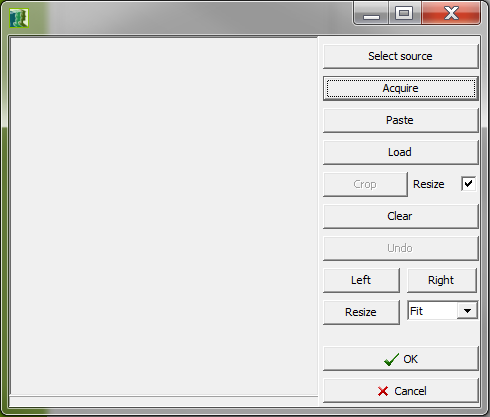 Select source
Acquire
Paste
Load
Crop Resize
Clear
Undo
Left Right
Resize Fit
OK
Cancel